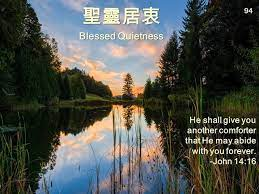 聖靈居衷
94
Blessed Quietness
He shall give you
another comforter
that He may abide
with you forever.
-John 14:16